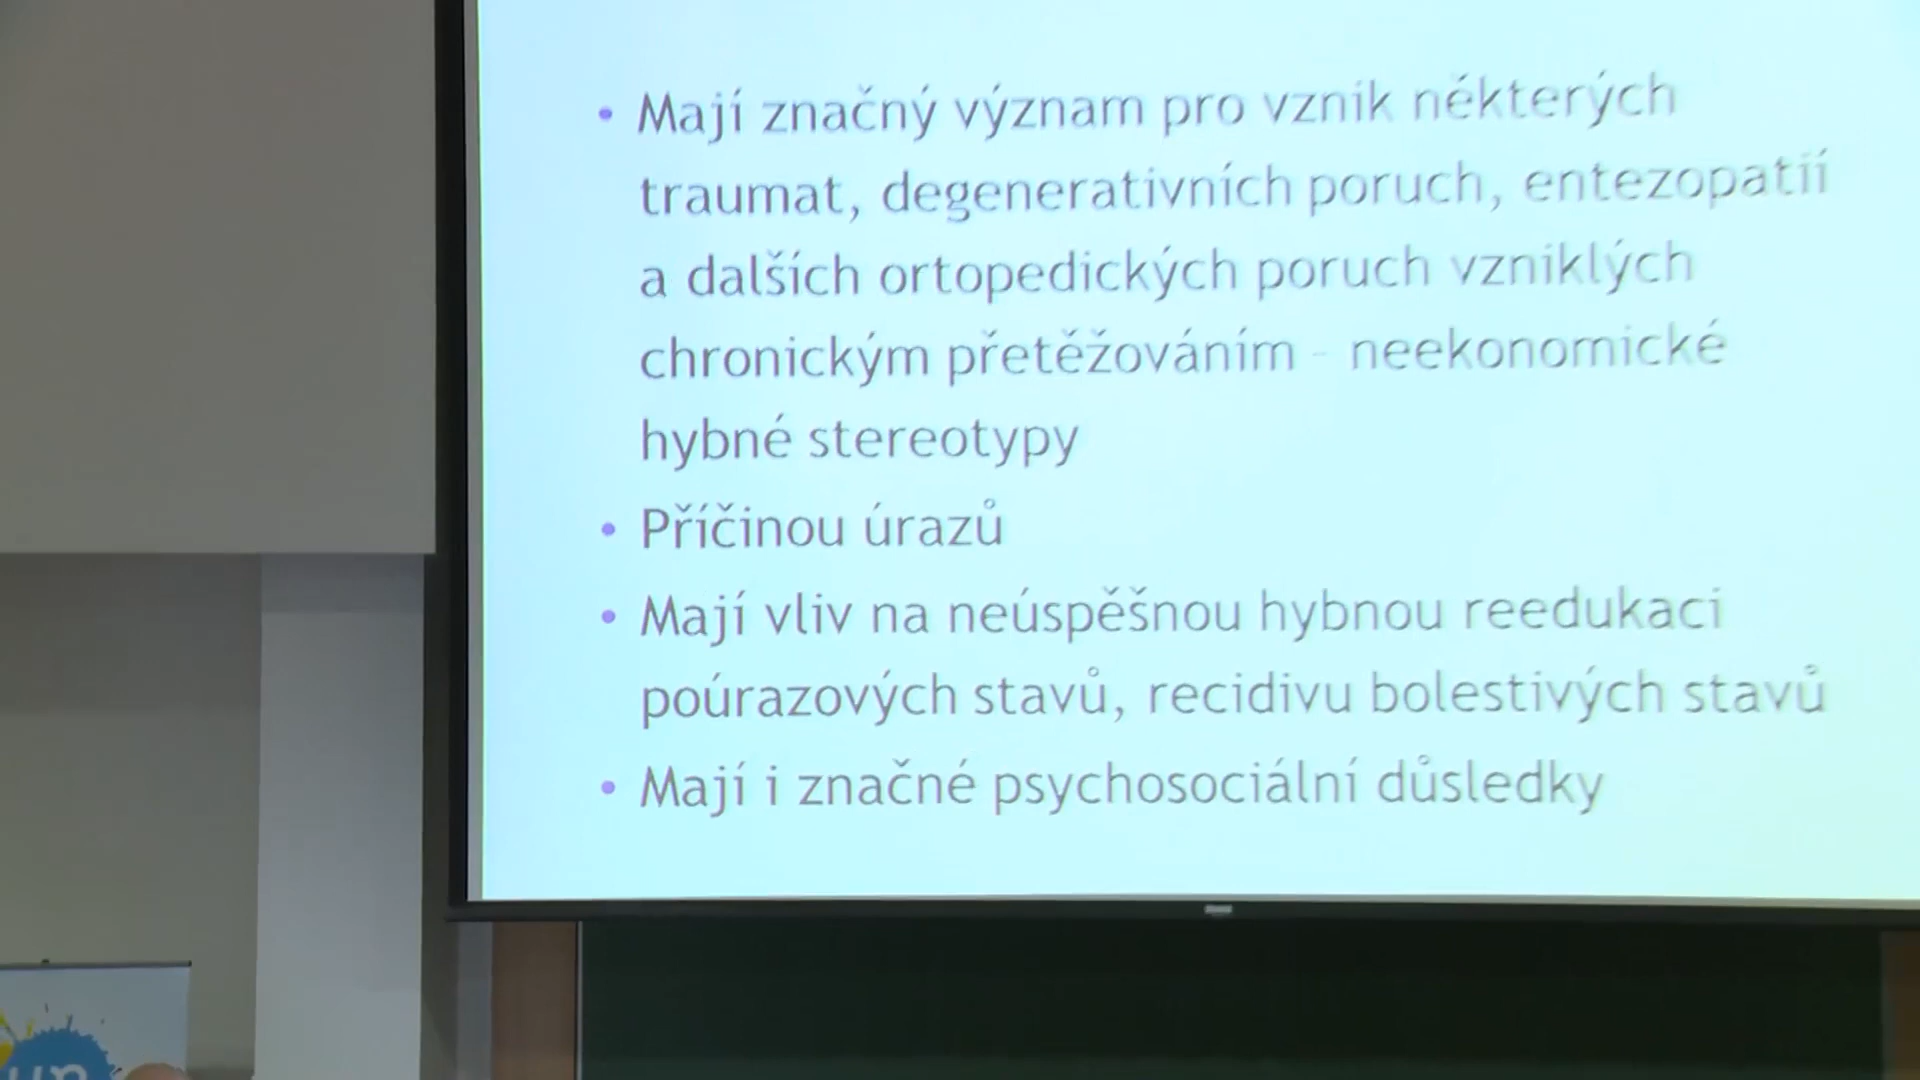 • Mají značný význam pro vznik některých
traumat, degenerativních poruch, entezopatií
a dalších ortopedických poruch vzniklých
chronickým přetěžováním – neekonomické
hybné stereotypy
• Příčinou úrazů
• Mají vliv na neúspěšnou hybnou reedukaci
poúrazových stavů, recidivu bolestivých stavů
• Mají i značné psychosociální důsledky